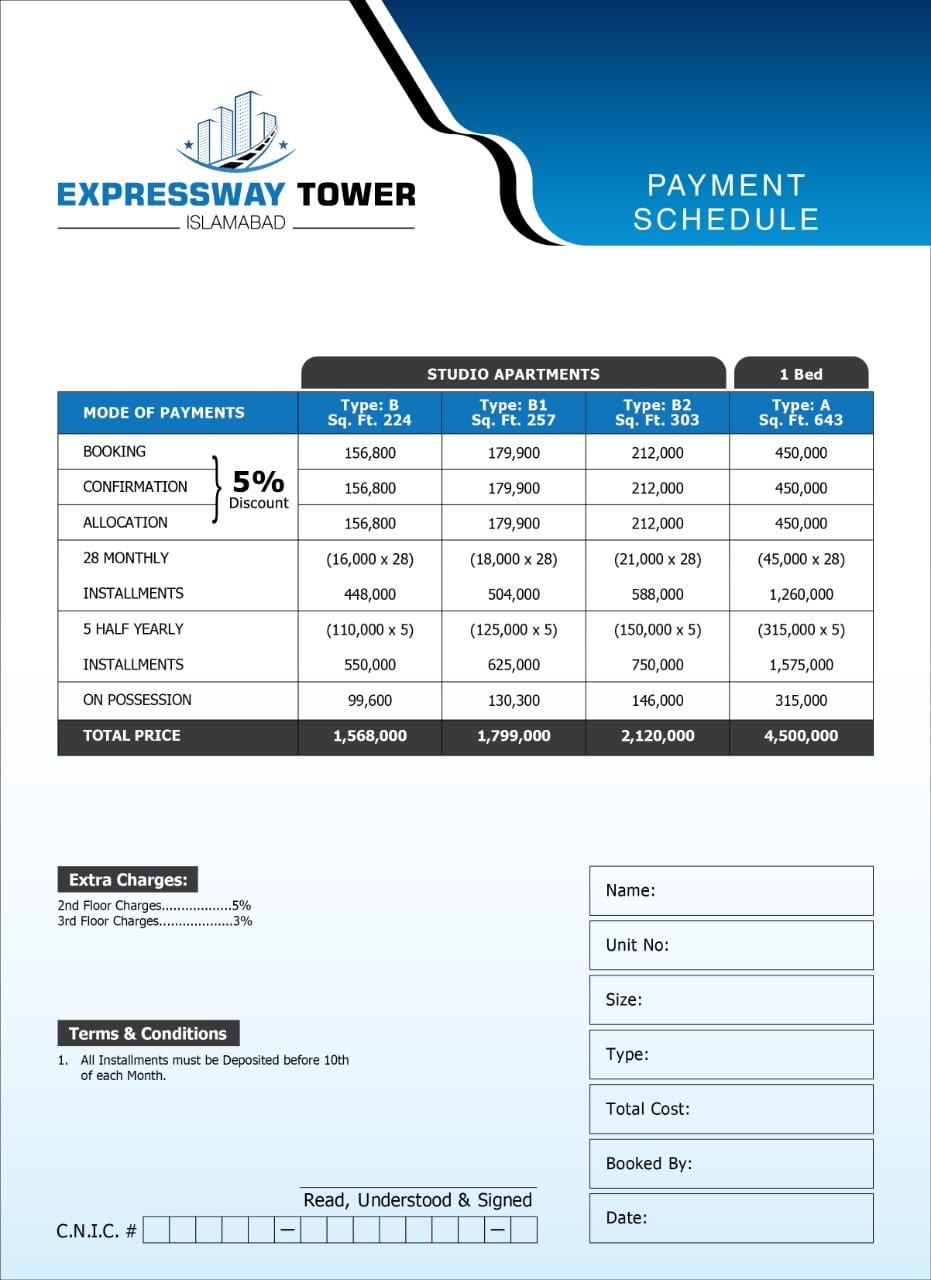 EXPRESSWAY TOWER
ISLAMABAD
PAYMENT
SCHEDULE
STUDIO APARTMENTS 1 Bed
MODE OF PAYMENTS Type: B Sq. Ft. 224 Type: B1 Sq. Ft. 257 Type: B2 Sq. Ft. 303 Type: A Sq. Ft. 643
BOOKING 156,800 179,900 212,000 450,000
CONFIRMATION 156,800 179,900 212,000 450,000
5%
Discount
ALLOCATION 156,800 179,900 212,000 450,000
28 MONTHLY (16,000 x 28) (18,000 x 28) (21,000 x 28) (45,000 x 28)
INSTALLMENTS 448,000 504,000 588,000 1,260,000
5 HALF YEARLY (110,000 x 5) (125,000 x 5) (150,000 x 5) (315,000 x 5)
INSTALLMENTS 550,000 625,000 750,000 1,575,000
ON POSSESSION 99,600 130,300 146,000 315,000
TOTAL PRICE 1,568,000 1,799,000 2,120,000 4,500,000
Extra Charges:
2nd Floor Charges..................5%
3rd Floor Charges...................3%
Terms & Conditions
1. All Installments must be Deposited before 10th
of each Month.
Read, Understood & Signed
C.N.I.C. # – –
Name:
Unit No:
Size:
Type:
Total Cost:
Booked By:
Date: